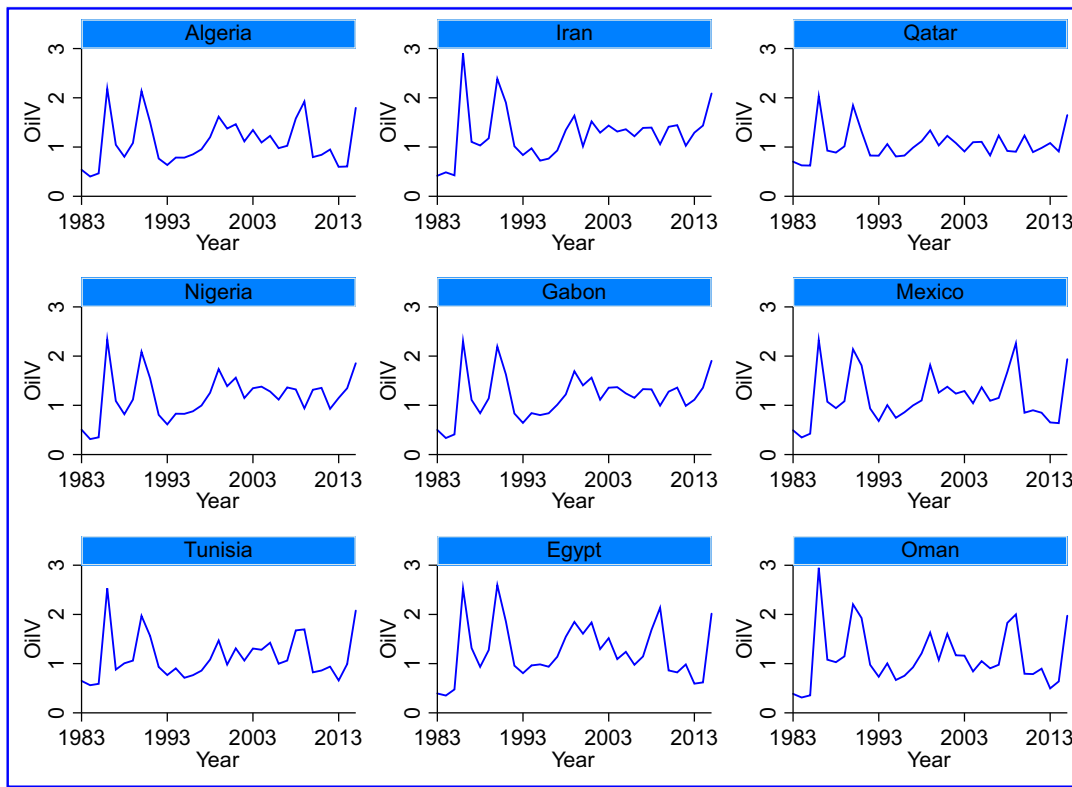 Algeria
Iran
Qatar
OilV
0 1 2 3
1983 1993 2003 2013
Year
OilV
0 1 2 3
1983 1993 2003 2013
Year
OilV
0 1 2 3
1983 1993 2003 2013
Year
Nigeria
Gabon
Mexico
OilV
0 1 2 3
1983 1993 2003 2013
Year
OilV
0 1 2 3
1983 1993 2003 2013
Year
OilV
0 1 2 3
1983 1993 2003 2013
Year
Tunisia
Egypt
Oman
OilV
0 1 2 3
1983 1993 2003 2013
Year
OilV
0 1 2 3
1983 1993 2003 2013
Year
OilV
0 1 2 3
1983 1993 2003 2013
Year